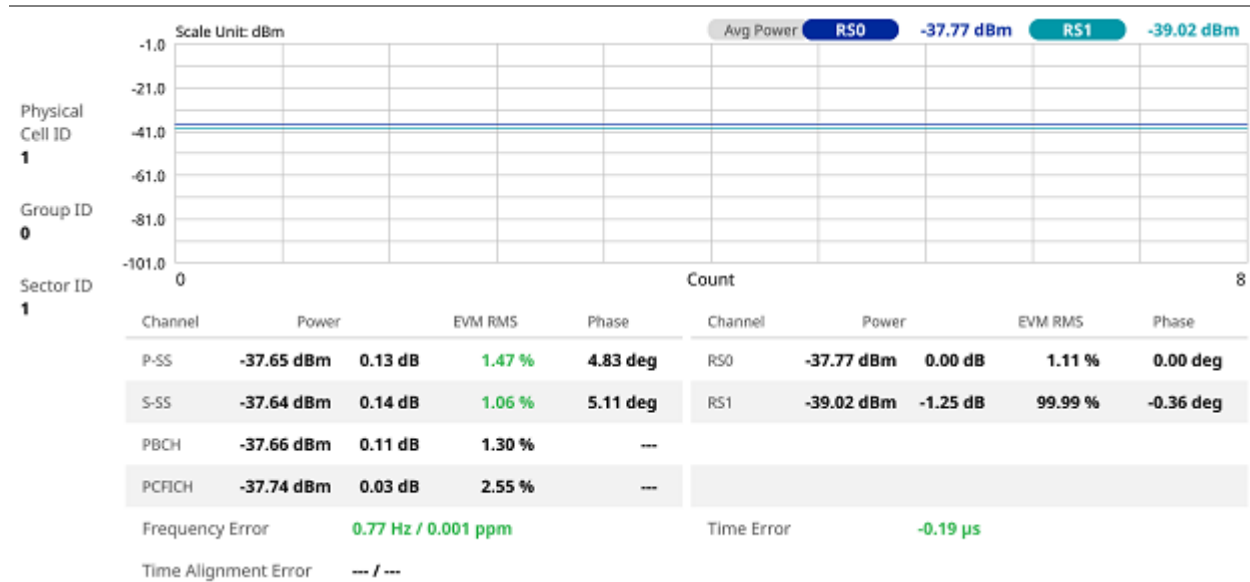 Scale Unit: dBm Avg Power RS0 -37.77 dBm RS1 -39.02 dBm
-1.0
-21.0
-41.0
-61.0
-81.0
-101.0
Physical
Cell ID
1
Group ID
0
Sector ID
1
0 Count 8
Channel Power EVM RMS Phase Channel Power EVM RMS Phase
P-SS -37.65 dBm 0.13 dB 1.47 % 4.83 deg RS0 -37.77 dBm 0.00 dB 1.11 % 0.00 deg
S-SS -37.64 dBm 0.14 dB 1.06 % 5.11 deg RS1 -39.02 dBm -1.25 dB 99.99 % -0.36 deg
PBCH -37.66 dBm 0.11 dB 1.30 % ---
PCFICH -37.74 dBm 0.03 dB 2.55 % ---
Frequency Error 0.77 Hz / 0.001 ppm Time Error -0.19 µs
Time Alignment Error --- / ---